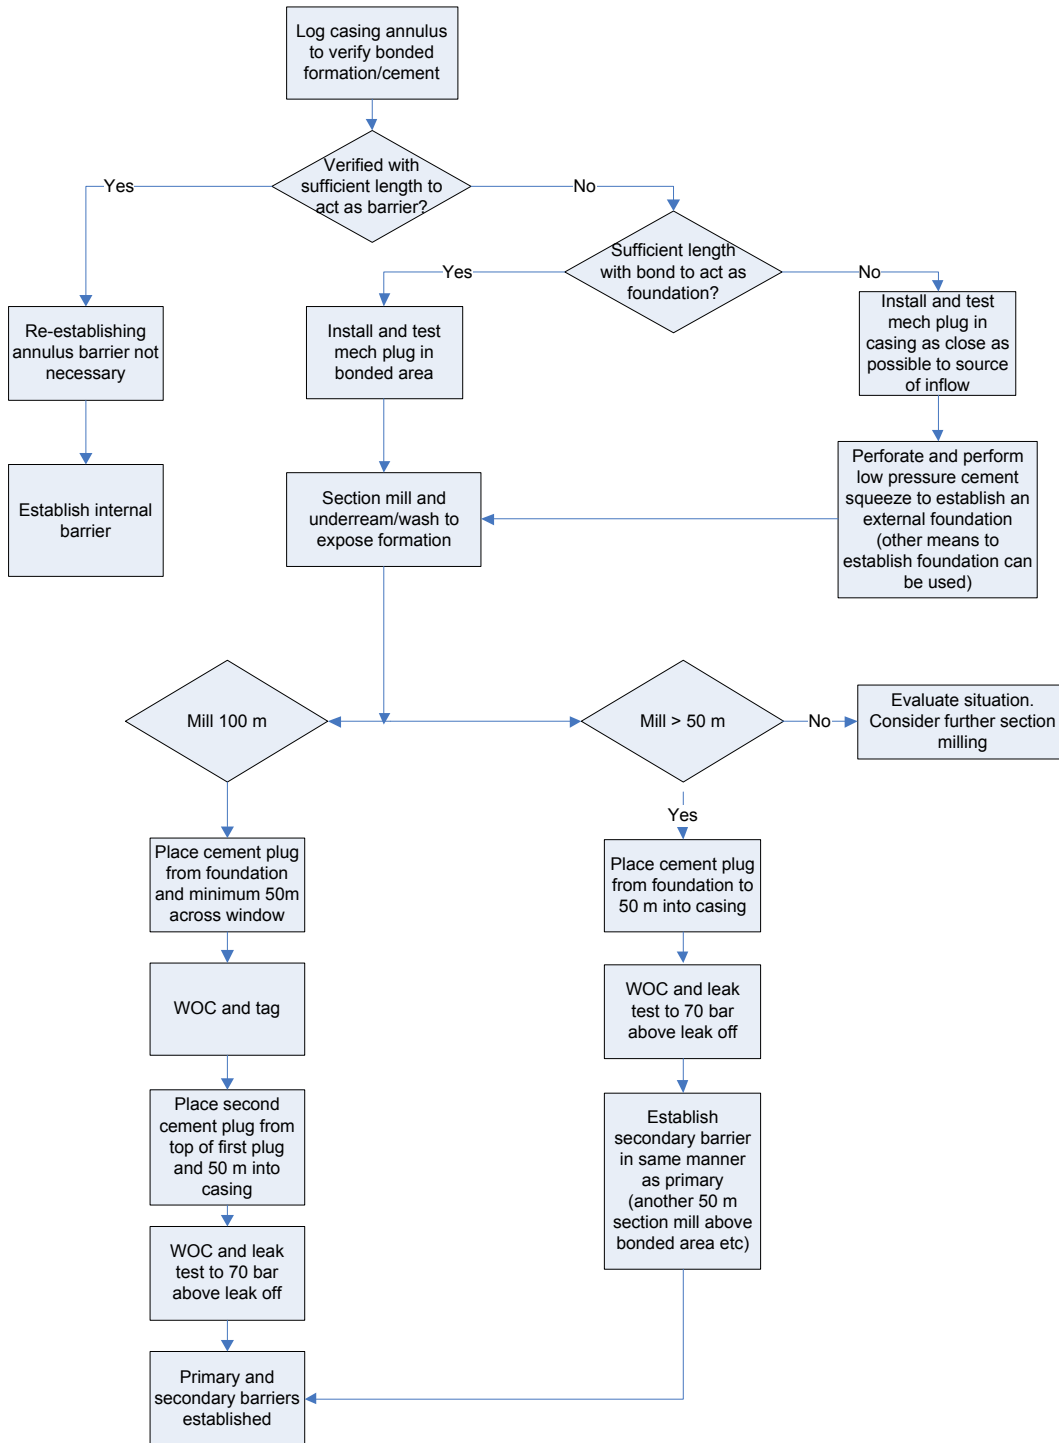 Log casing annulus
to verify bonded
formation/cement
Verified with
sufficient length to
act as barrier?
Yes
No
Sufficient length
with bond to act as
foundation?
Yes
No
Re-establishing
annulus barrier not
necessary
Install and test
mech plug in
bonded area
Install and test
mech plug in
casing as close as
possible to source
of inflow
Establish internal
barrier
Section mill and
underream/wash to
expose formation
Perforate and perform
low pressure cement
squeeze to establish an
external foundation
(other means to
establish foundation can
be used)
Mill 100 m
Mill > 50 m
No
Evaluate situation.
Consider further section
milling
Yes
Place cement plug
from foundation
and minimum 50m
across window
Place cement plug
from foundation to
50 m into casing
WOC and tag
WOC and leak
test to 70 bar
above leak off
Place second
cement plug from
top of first plug
and 50 m into
casing
Establish
secondary barrier
in same manner
as primary
(another 50 m
section mill above
bonded area etc)
WOC and leak
test to 70 bar
above leak off
Primary and
secondary barriers
established